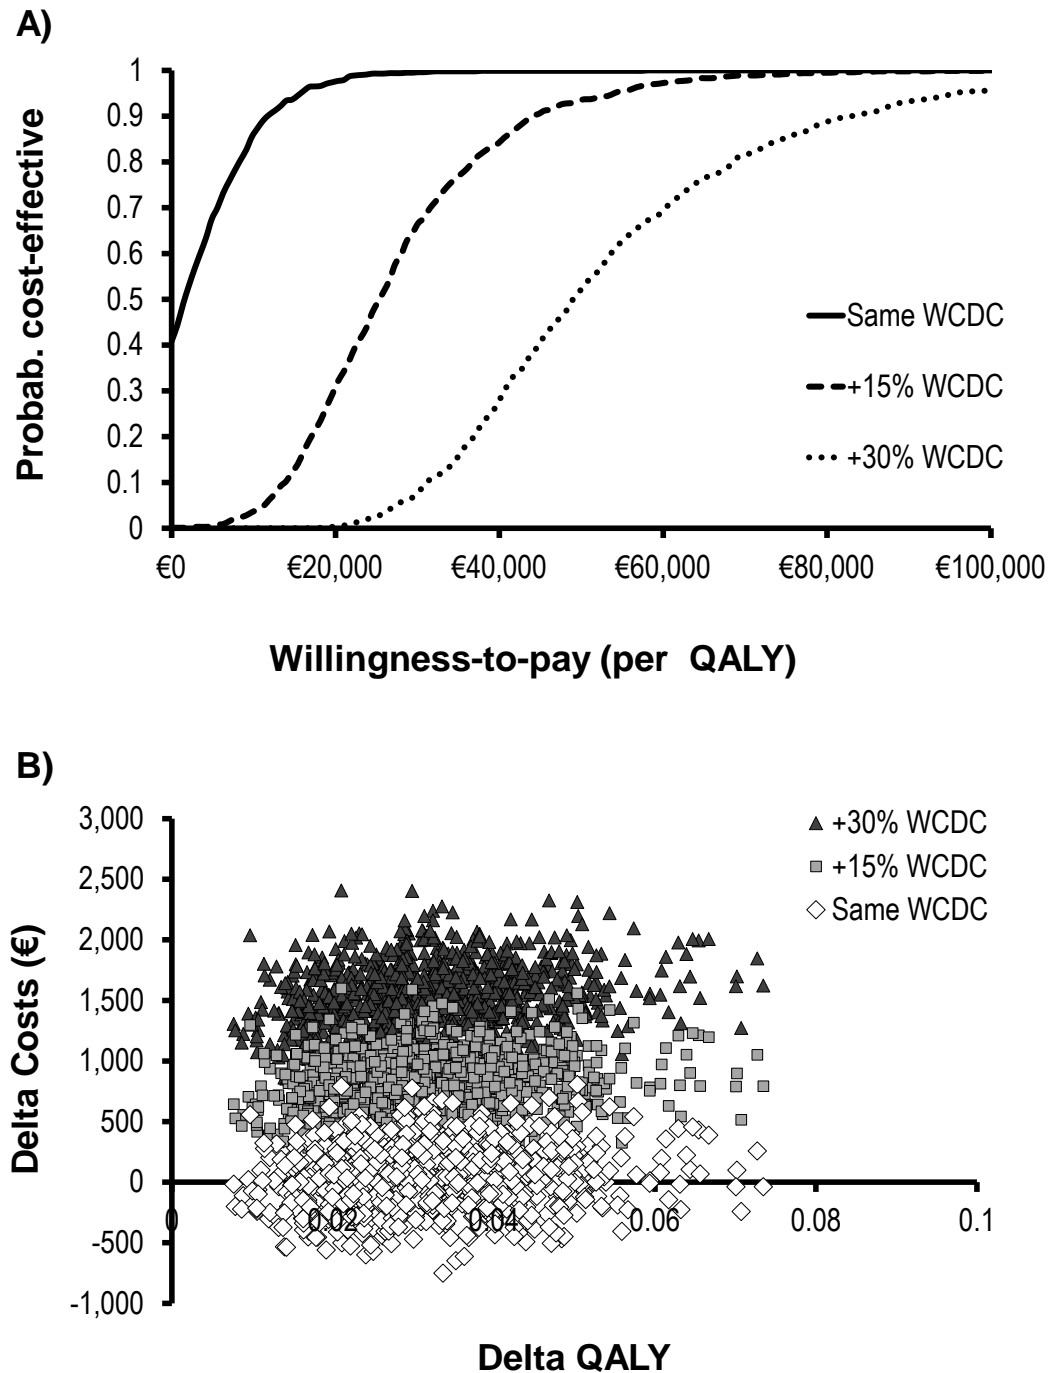 A)
Probab. cost-effective
1
0.9
0.8
0.7
0.6
0.5
0.4
0.3
0.2
0.1
0
Same WCDC
+15% WCDC
+30% WCDC
€0 €20,000 €40,000 €60,000 €80,000 €100,000
Willingness-to-pay (per QALY)
B)
Delta Costs (€)
3,000
2,500
2,000
1,500
1,000
500
0
-500
-1,000
+30% WCDC
+15% WCDC
Same WCDC
0 0.02 0.04 0.06 0.08 0.1
Delta QALY